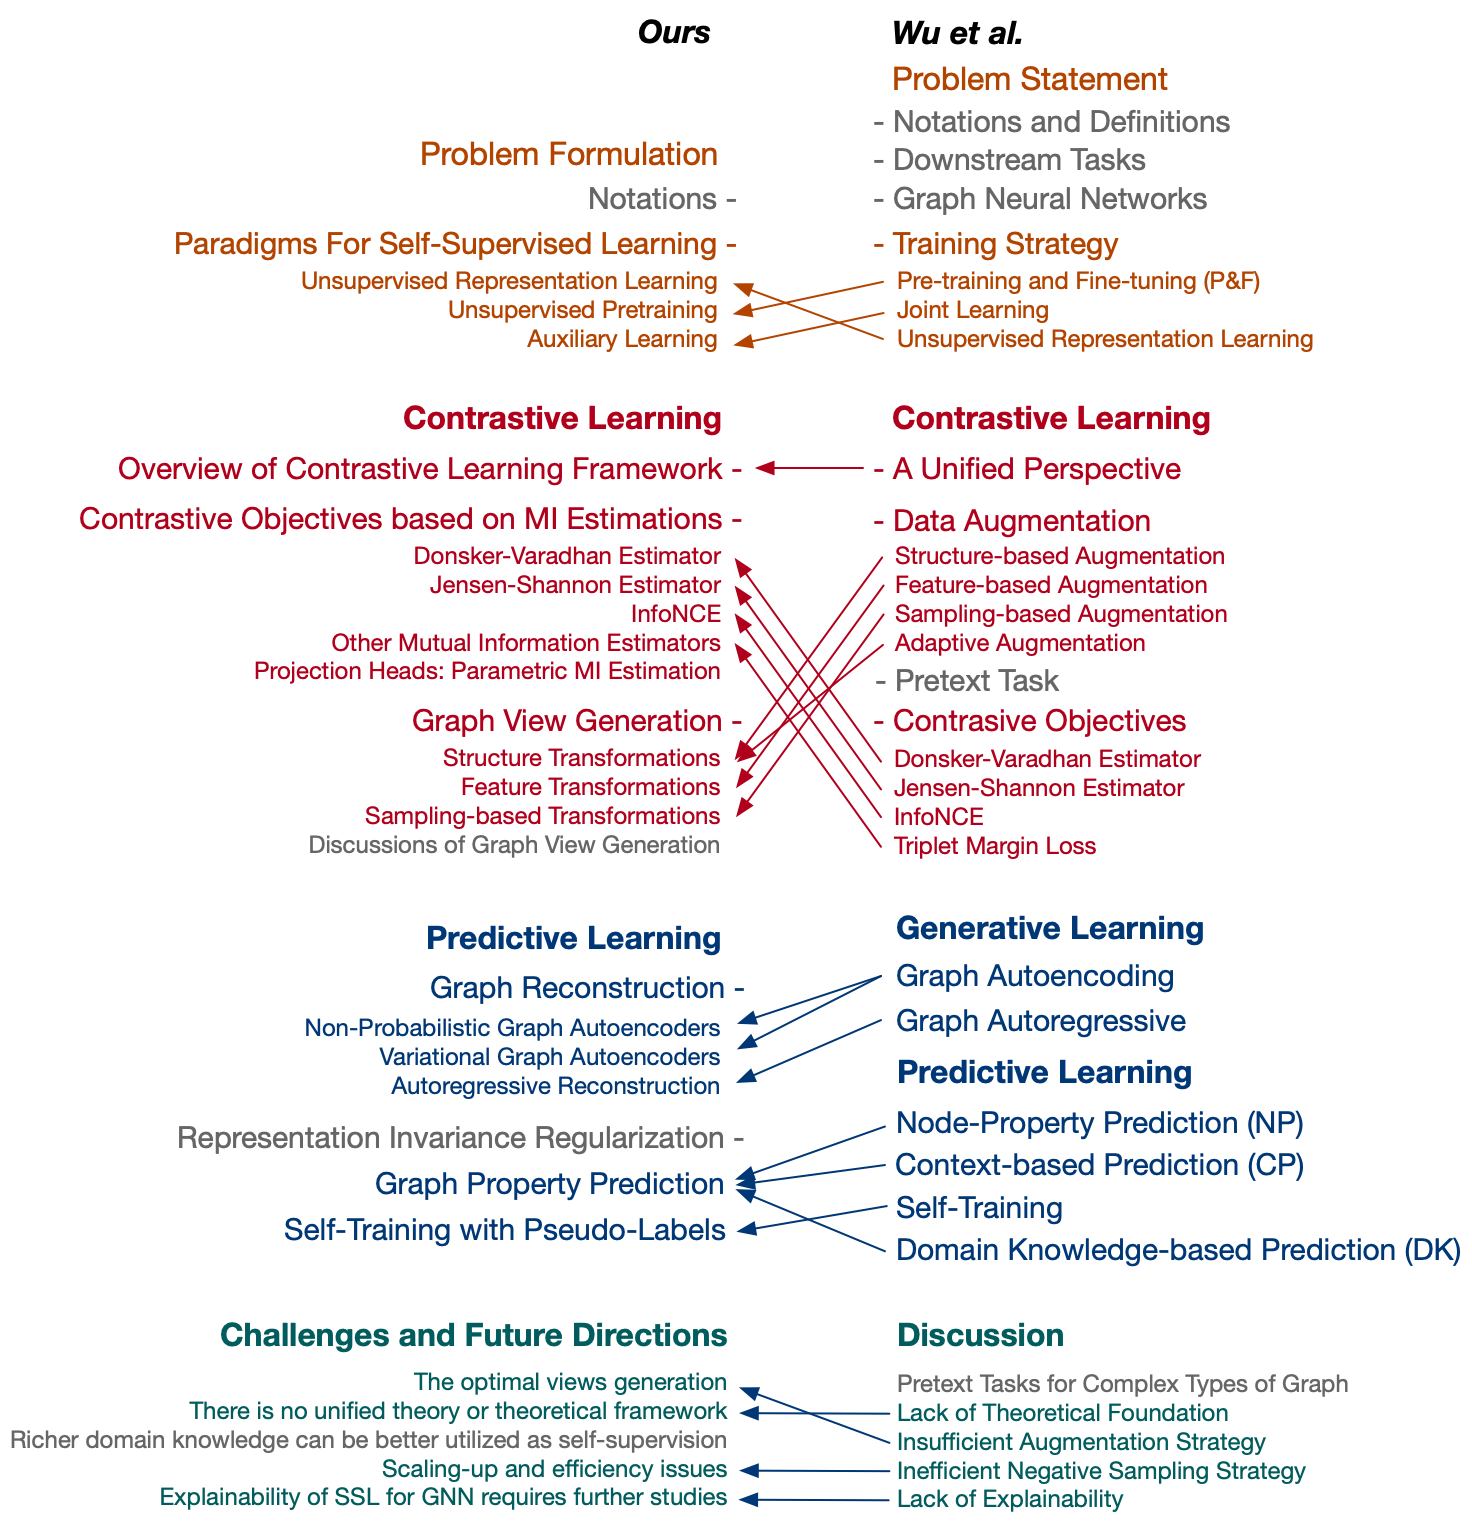 Ours
Problem Formulation
Notations -
Paradigms For Self-Supervised Learning -
Unsupervised Representation Learning
Unsupervised Pretraining
Auxiliary Learning
Contrastive Learning
Overview of Contrastive Learning Framework -
Contrastive Objectives based on MI Estimations -
Donsker-Varadhan Estimator
Jensen-Shannon Estimator
InfoNCE
Other Mutual Information Estimators
Projection Heads: Parametric MI Estimation
Graph View Generation -
Structure Transformations
Feature Transformations
Sampling-based Transformations
Discussions of Graph View Generation
Predictive Learning
Graph Reconstruction -
Non-Probabilistic Graph Autoencoders
Variational Graph Autoencoders
Autoregressive Reconstruction
Representation Invariance Regularization -
Graph Property Prediction
Self-Training with Pseudo-Labels
Challenges and Future Directions
The optimal views generation
There is no unified theory or theoretical framework
Richer domain knowledge can be better utilized as self-supervision
Scaling-up and efficiency issues
Explainability of SSL for GNN requires further studies
Wu et al.
Problem Statement
- Notations and Definitions
- Downstream Tasks
- Graph Neural Networks
- Training Strategy
Pre-training and Fine-tuning (P&F)
Joint Learning
Unsupervised Representation Learning
Contrastive Learning
- A Unified Perspective
- Data Augmentation
Structure-based Augmentation
Feature-based Augmentation
Sampling-based Augmentation
Adaptive Augmentation
- Pretext Task
- Contrasive Objectives
Donsker-Varadhan Estimator
Jensen-Shannon Estimator
InfoNCE
Triplet Margin Loss
Generative Learning
Graph Autoencoding
Graph Autoregressive
Predictive Learning
Node-Property Prediction (NP)
Context-based Prediction (CP)
Self-Training
Domain Knowledge-based Prediction (DK)
Discussion
Pretext Tasks for Complex Types of Graph
Lack of Theoretical Foundation
Insufficient Augmentation Strategy
Inefficient Negative Sampling Strategy
Lack of Explainability